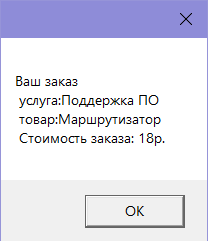 Ваш заказ
услуга:Поддержка ПО
товар:Маршрутизатор
Стоимость заказа: 18р.
OK